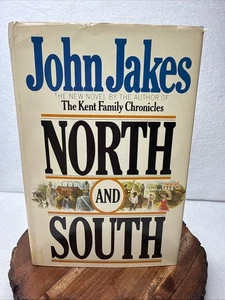 John Jakes
THE NEW NOVEL BY THE AUTHOR OF
The Kent Family Chronicles
NORTH
AND
SOUTH